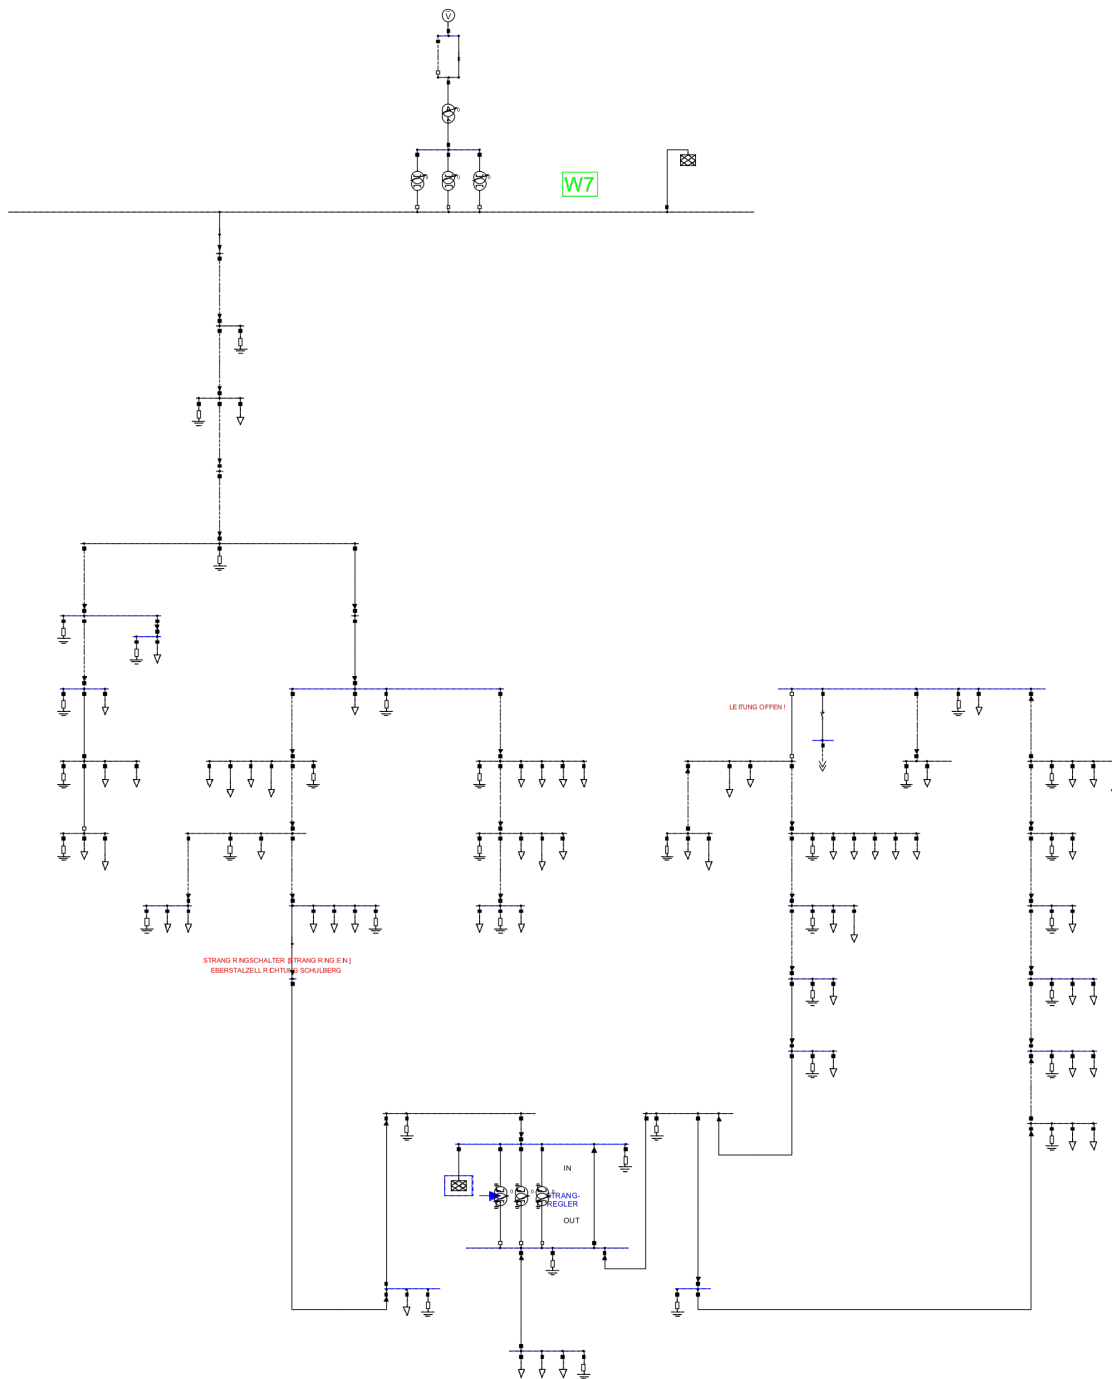 V
W7
LEITUNG OFFEN !
STRANG RINGSCHALTER [STRANG RING EIN]
EBERSTALZELL RICHTUNG SCHULBERG
IN
STRANG-
REGLER
OUT